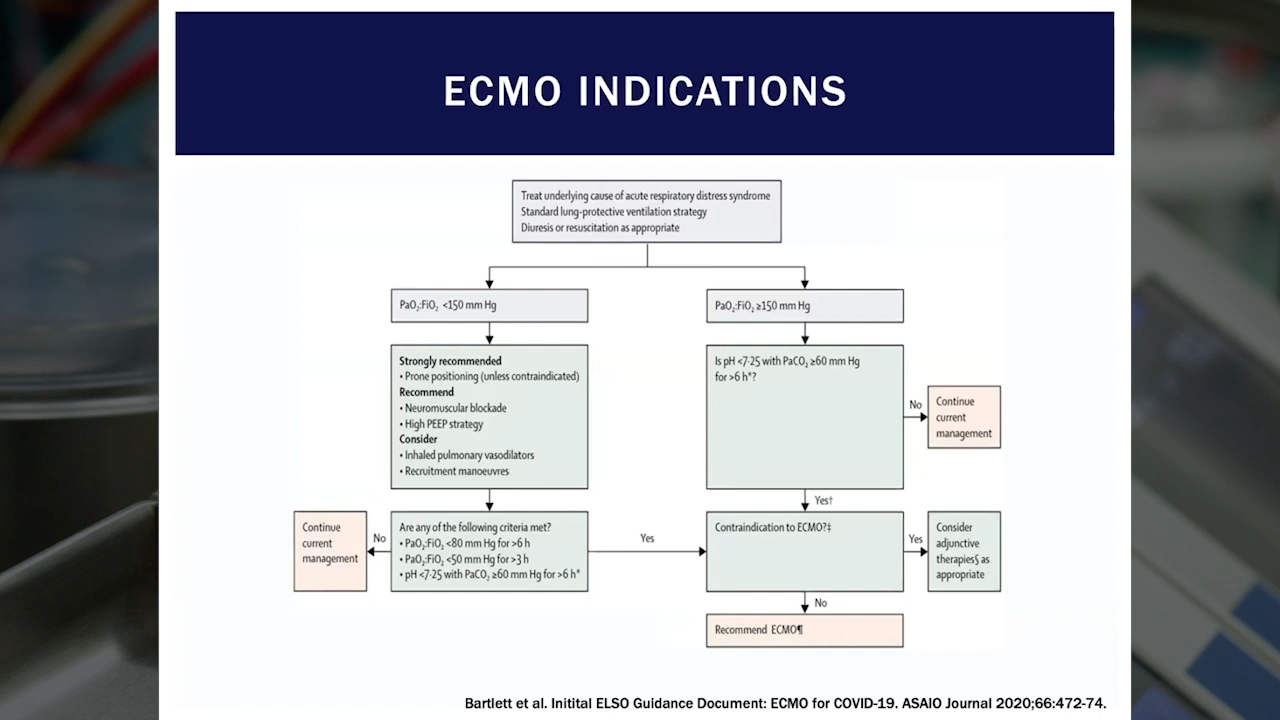 ECMO INDICATIONS
Treat underlying cause of acute respiratory distress syndrome
Standard lung-protective ventilation strategy
Diuresis or resuscitation as appropriate
PaO₂:FiO₂ <150 mm Hg
PaO₂:FiO₂ ≥150 mm Hg
Strongly recommended
• Prone positioning (unless contraindicated)
Recommend
• Neuromuscular blockade
• High PEEP strategy
Consider
• Inhaled pulmonary vasodilators
• Recruitment manoeuvres
Is pH <7·25 with PaCO₂ ≥60 mm Hg
for >6 h*?
No
Continue
current
management
Yes†
Continue
current
management
No
Are any of the following criteria met?
• PaO₂:FiO₂ <80 mm Hg for >6 h
• PaO₂:FiO₂ <50 mm Hg for >3 h
• pH <7·25 with PaCO₂ ≥60 mm Hg for >6 h*
Yes
Contraindication to ECMO?‡
Yes
Consider
adjunctive
therapies§ as
appropriate
No
Recommend ECMO¶
Bartlett et al. Initital ELSO Guidance Document: ECMO for COVID-19. ASAIO Journal 2020;66:472-74.